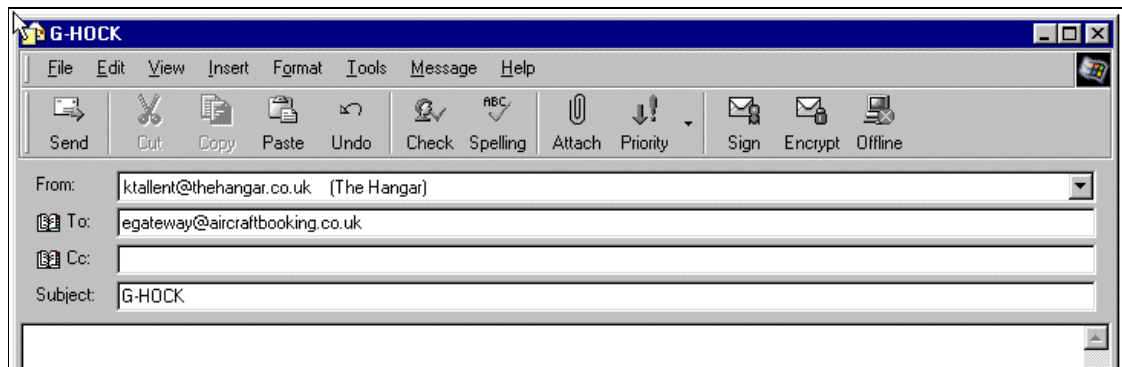 G-HOCK
File Edit View Insert Format Tools Message Help
ABC
Send Cut Copy Paste Undo Check Spelling Attach Priority Sign Encrypt Offline
From: ktallent@thehangar.co.uk (The Hangar)
To: egateway@aircraftbooking.co.uk
Cc:
Subject: G-HOCK